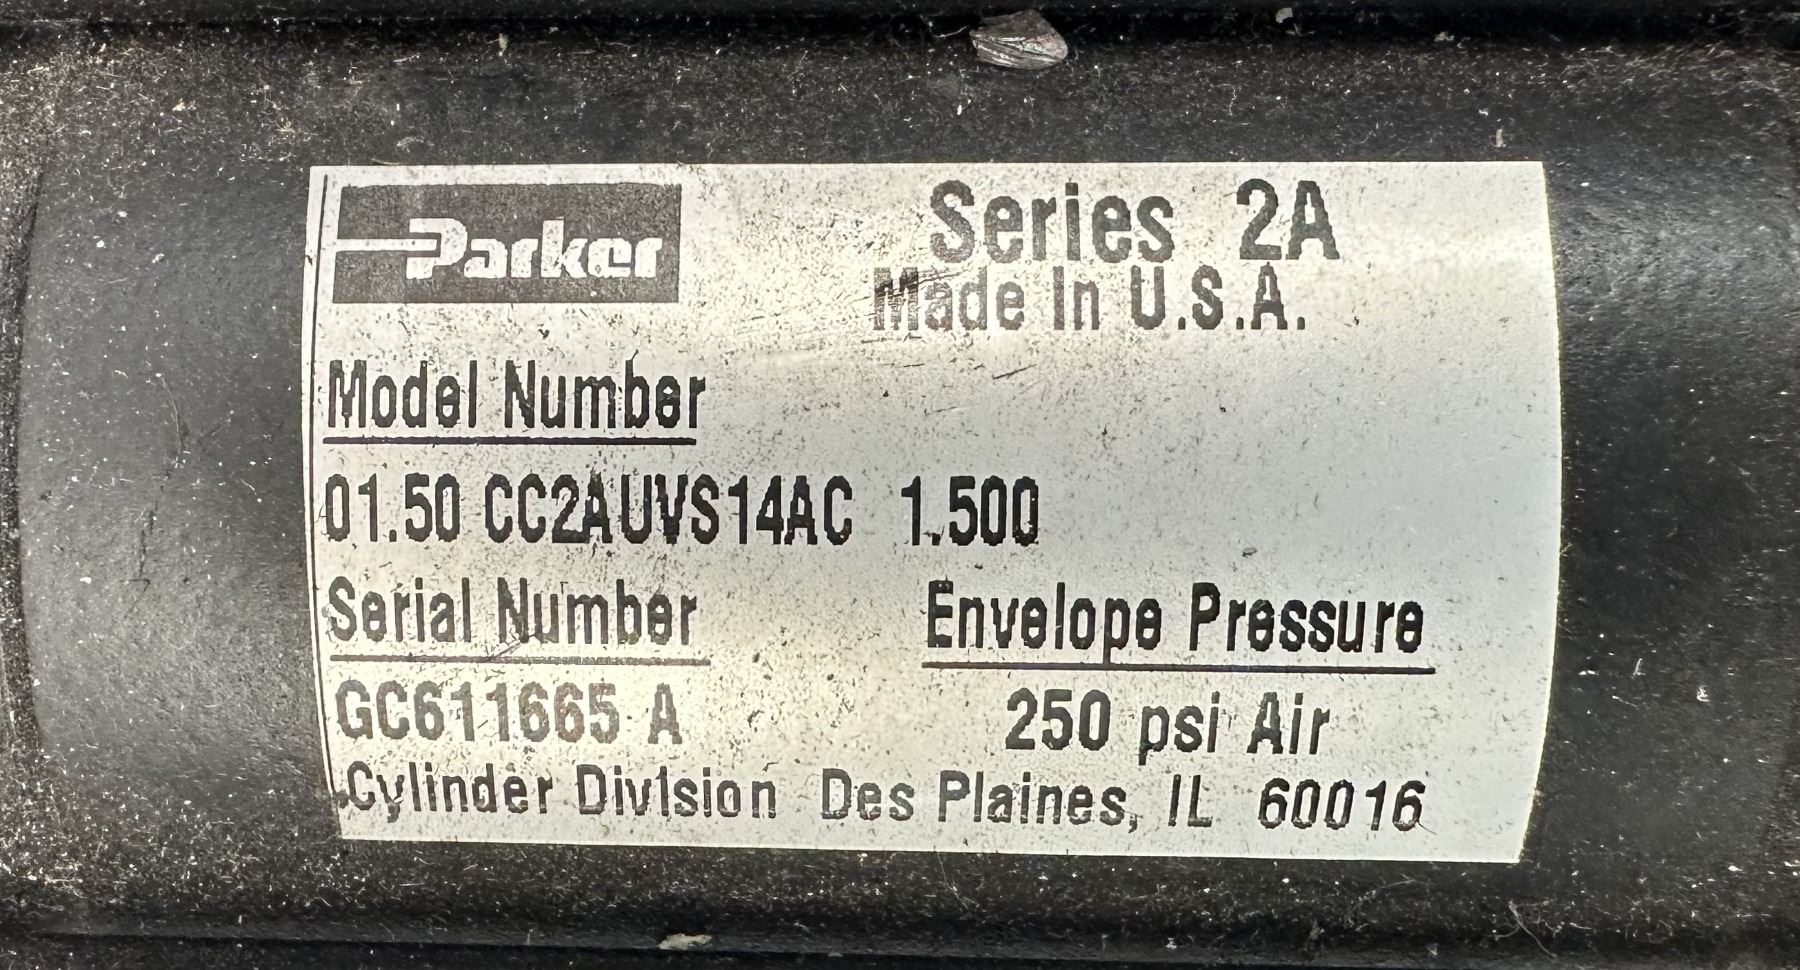 Parker
Series 2A
Made In U.S.A.
Model Number
01.50 CC2AUVS14AC 1.500
Serial Number Envelope Pressure
GC611665 A 250 psi Air
Cylinder Division Des Plaines, IL 60016